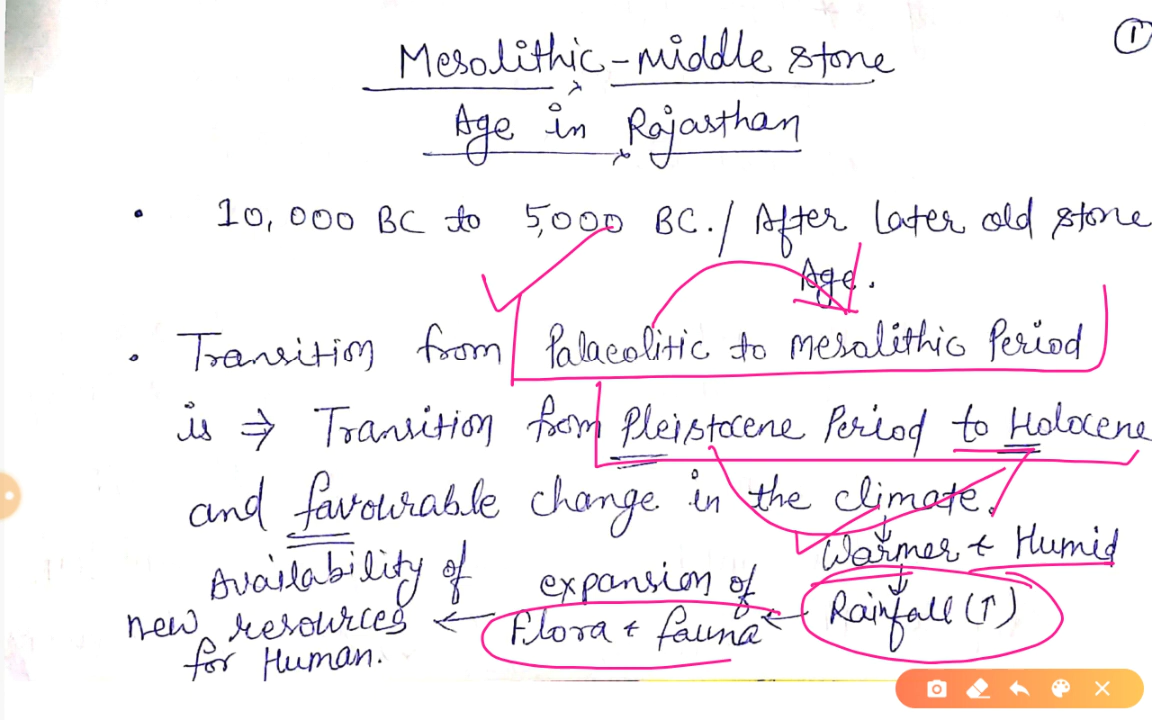 1
Mesolithic - middle stone
Age in Rajasthan
• 10,000 BC to 5,000 BC. / After Later old stone
Age.
• Transition from Palaeolitic to mesolithic Period
is ⇒ Transition from Pleistocene Period to Holocene
and favourable change in the climate.
Warmer + Humid
Rainfall (↑)
expansion of
Flora + fauna
Availability of
new resources
for Human.